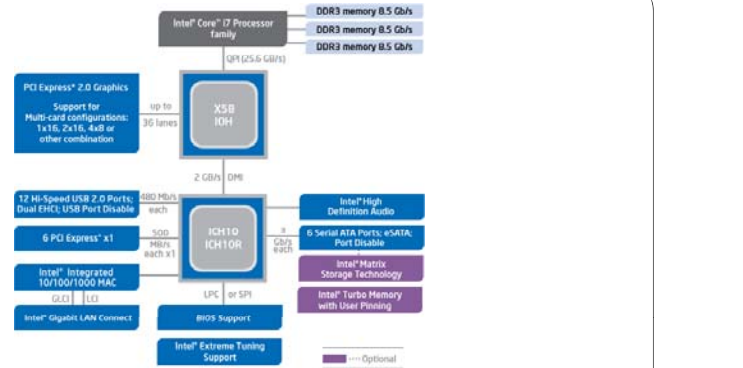 DDR3 memory 8.5 Gb/s
Intel® Core™ i7 Processor
family
DDR3 memory 8.5 Gb/s
DDR3 memory 8.5 Gb/s
QPI (25.6 GB/s)
PCI Express* 2.0 Graphics
Support for
Multi-card configurations:
1x16, 2x16, 4x8 or
other combination
up to
36 lanes
X58
IOH
2 GB/s DMI
12 Hi-Speed USB 2.0 Ports;
Dual EHCI; USB Port Disable
480 Mb/s
each
6 PCI Express* x1
500
MB/s
each x1
Intel® Integrated
10/100/1000 MAC
GLCI LCI
Intel® Gigabit LAN Connect
ICH10
ICH10R
Intel® High
Definition Audio
Gb/s
each
6 Serial ATA Ports; eSATA;
Port Disable
Intel® Matrix
Storage Technology
Intel® Turbo Memory
with User Pinning
LPC or SPI
BIOS Support
Intel® Extreme Tuning
Support
Optional